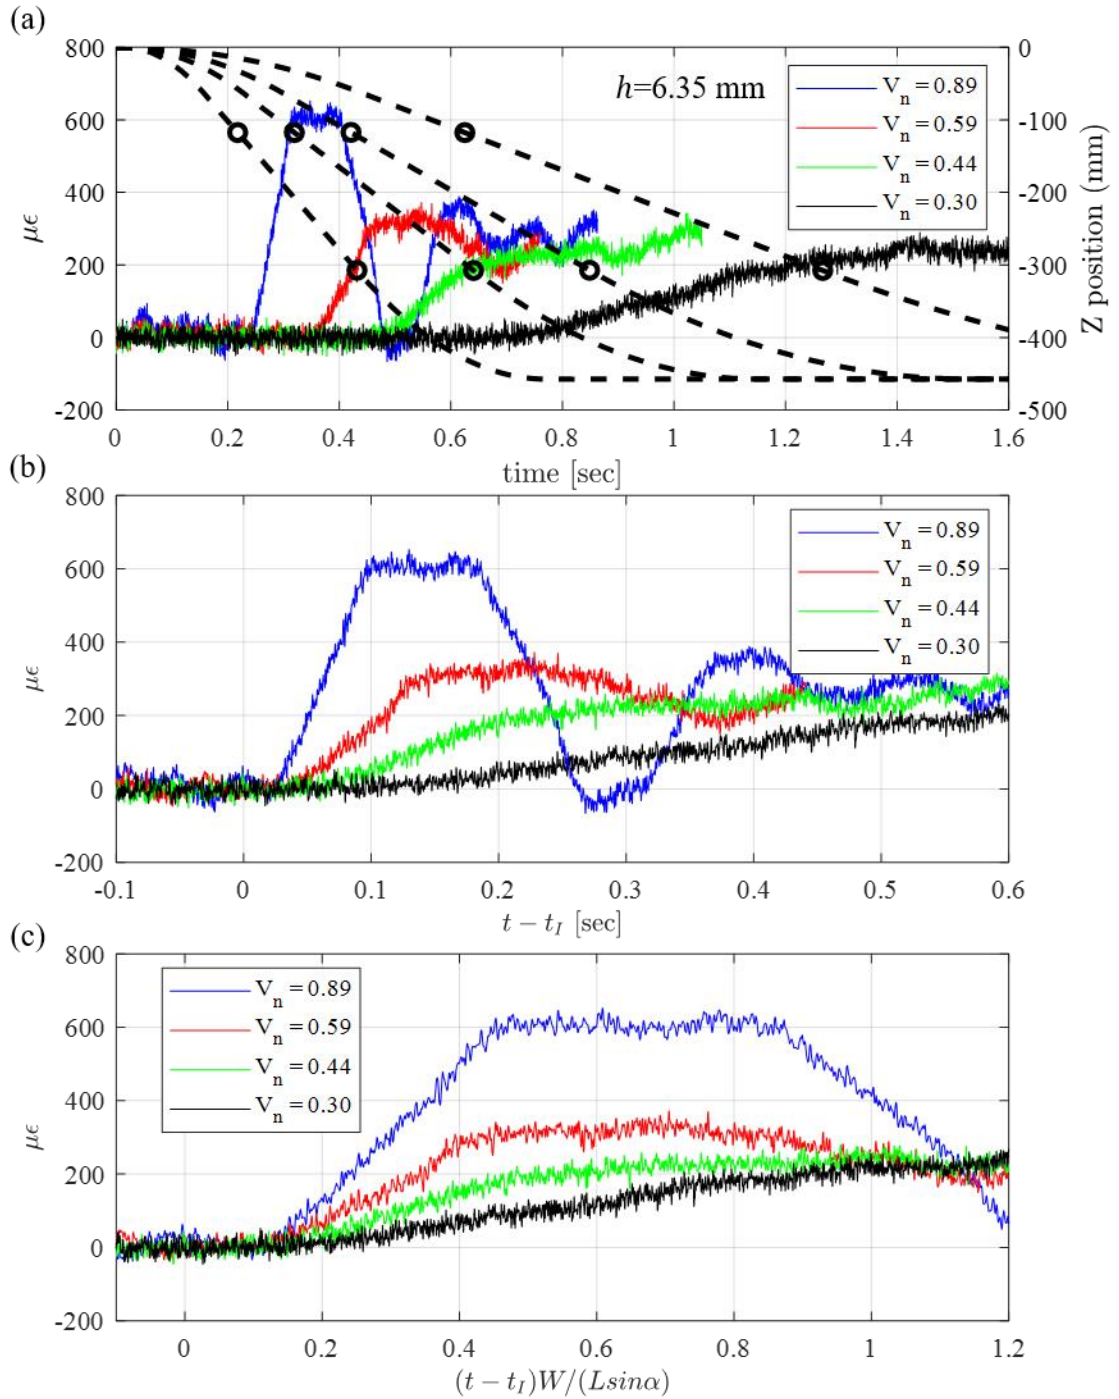 (a)
800
600
400
200
0
-200
με
0
-100
-200
-300
-400
-500
Z position (mm)
h=6.35 mm
V_n = 0.89
V_n = 0.59
V_n = 0.44
V_n = 0.30
0 0.2 0.4 0.6 0.8 1 1.2 1.4 1.6
time [sec]
(b)
800
600
400
200
0
-200
με
V_n = 0.89
V_n = 0.59
V_n = 0.44
V_n = 0.30
-0.1 0 0.1 0.2 0.3 0.4 0.5 0.6
t − t_I [sec]
(c)
800
600
400
200
0
-200
με
V_n = 0.89
V_n = 0.59
V_n = 0.44
V_n = 0.30
0 0.2 0.4 0.6 0.8 1 1.2
(t − t_I)W/(Lsinα)